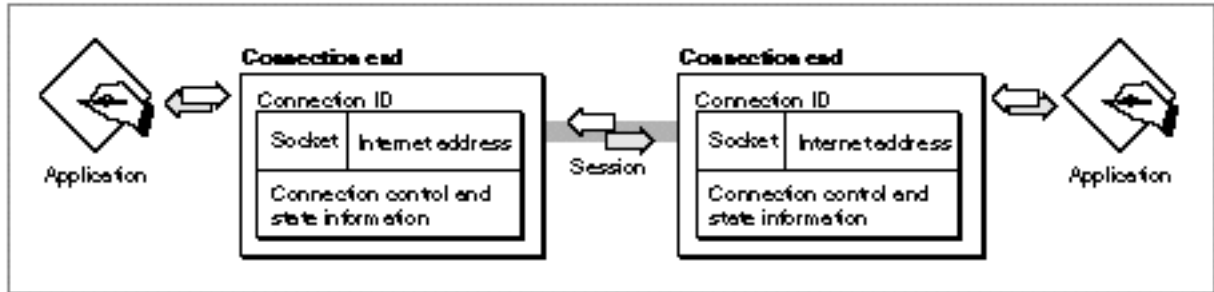 Connection end
Connection end
Connection ID
Connection ID
Socket
Internet address
Socket
Internet address
Session
Application
Application
Connection control and
state information
Connection control and
state information